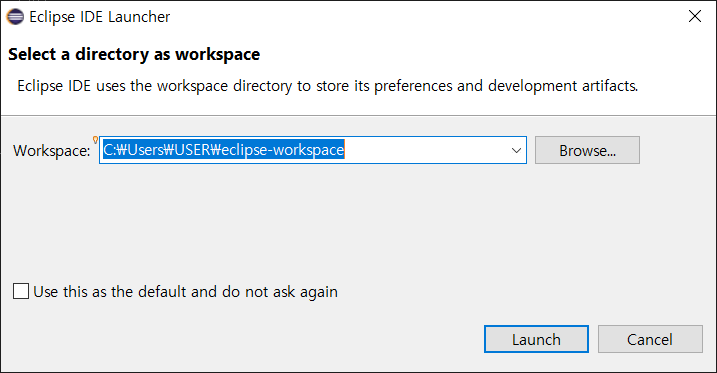 Eclipse IDE Launcher
Select a directory as workspace
Eclipse IDE uses the workspace directory to store its preferences and development artifacts.
Workspace: C:₩Users₩USER₩eclipse-workspace Browse...
Use this as the default and do not ask again
Launch Cancel